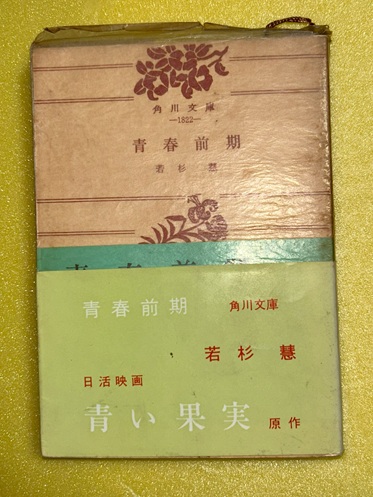 角川文庫
—1822—
青春前期
若杉 慧
青春前期 角川文庫
若杉 慧
日活映画
青い果実 原作